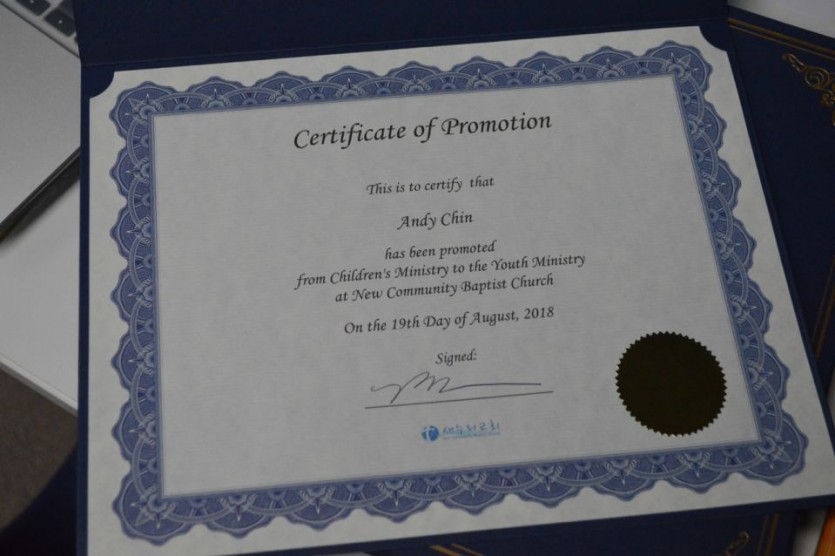 Certificate of Promotion
This is to certify that
Andy Chin
has been promoted
from Children's Ministry to the Youth Ministry
at New Community Baptist Church
On the 19th Day of August, 2018
Signed: